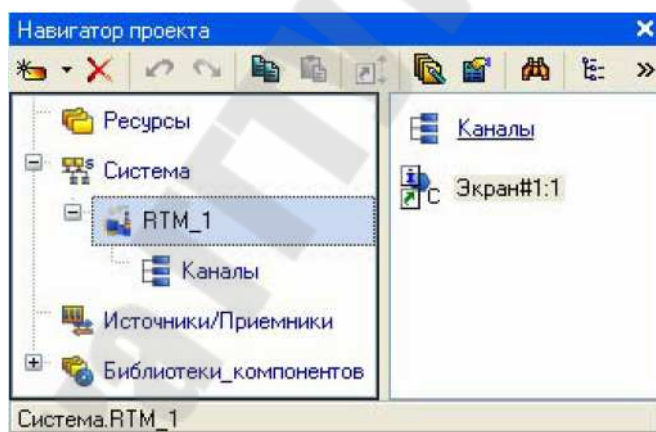 Навигатор проекта
Ресурсы
Система
RTM_1
Каналы
Источники/Приемники
Библиотеки_компонентов
Каналы
Экран#1:1
Система.RTM_1